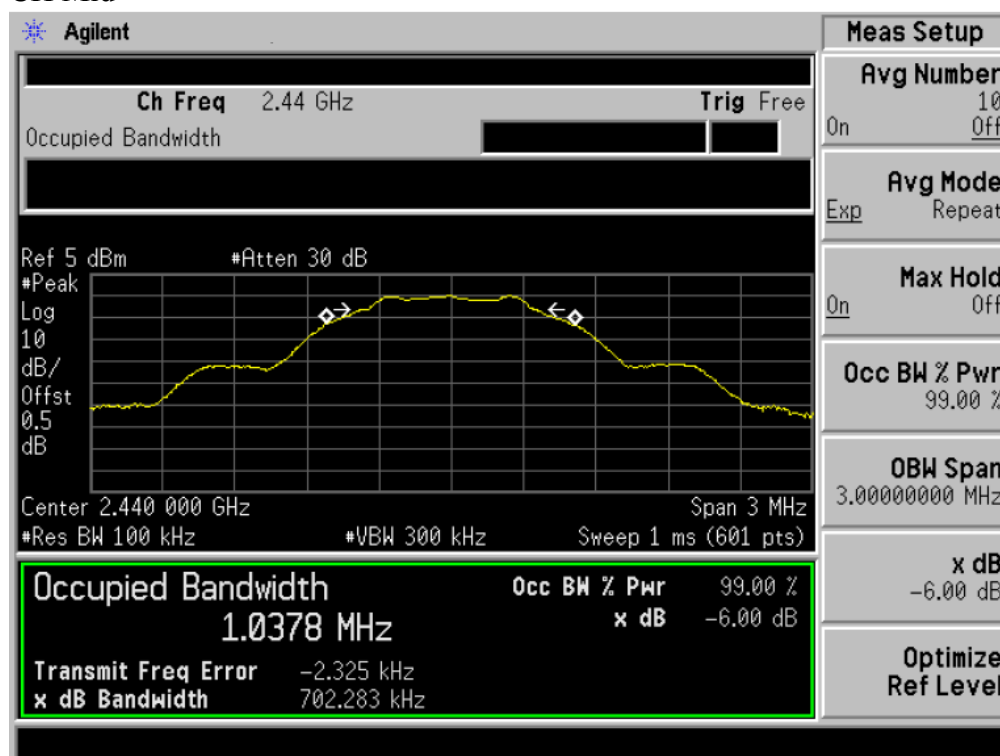 Agilent
Meas Setup
Ch Freq 2.44 GHz Trig Free
Occupied Bandwidth
Avg Number
10
On Off
Avg Mode
Exp Repeat
Max Hold
On Off
Occ BW % Pwr
99.00 %
OBW Span
3.00000000 MHz
x dB
-6.00 dB
Optimize
Ref Level
Ref 5 dBm #Atten 30 dB
#Peak
Log
10
dB/
Offst
0.5
dB
Center 2.440 000 GHz Span 3 MHz
#Res BW 100 kHz #VBW 300 kHz Sweep 1 ms (601 pts)
Occupied Bandwidth Occ BW % Pwr 99.00 %
1.0378 MHz x dB -6.00 dB
Transmit Freq Error -2.325 kHz
x dB Bandwidth 702.283 kHz